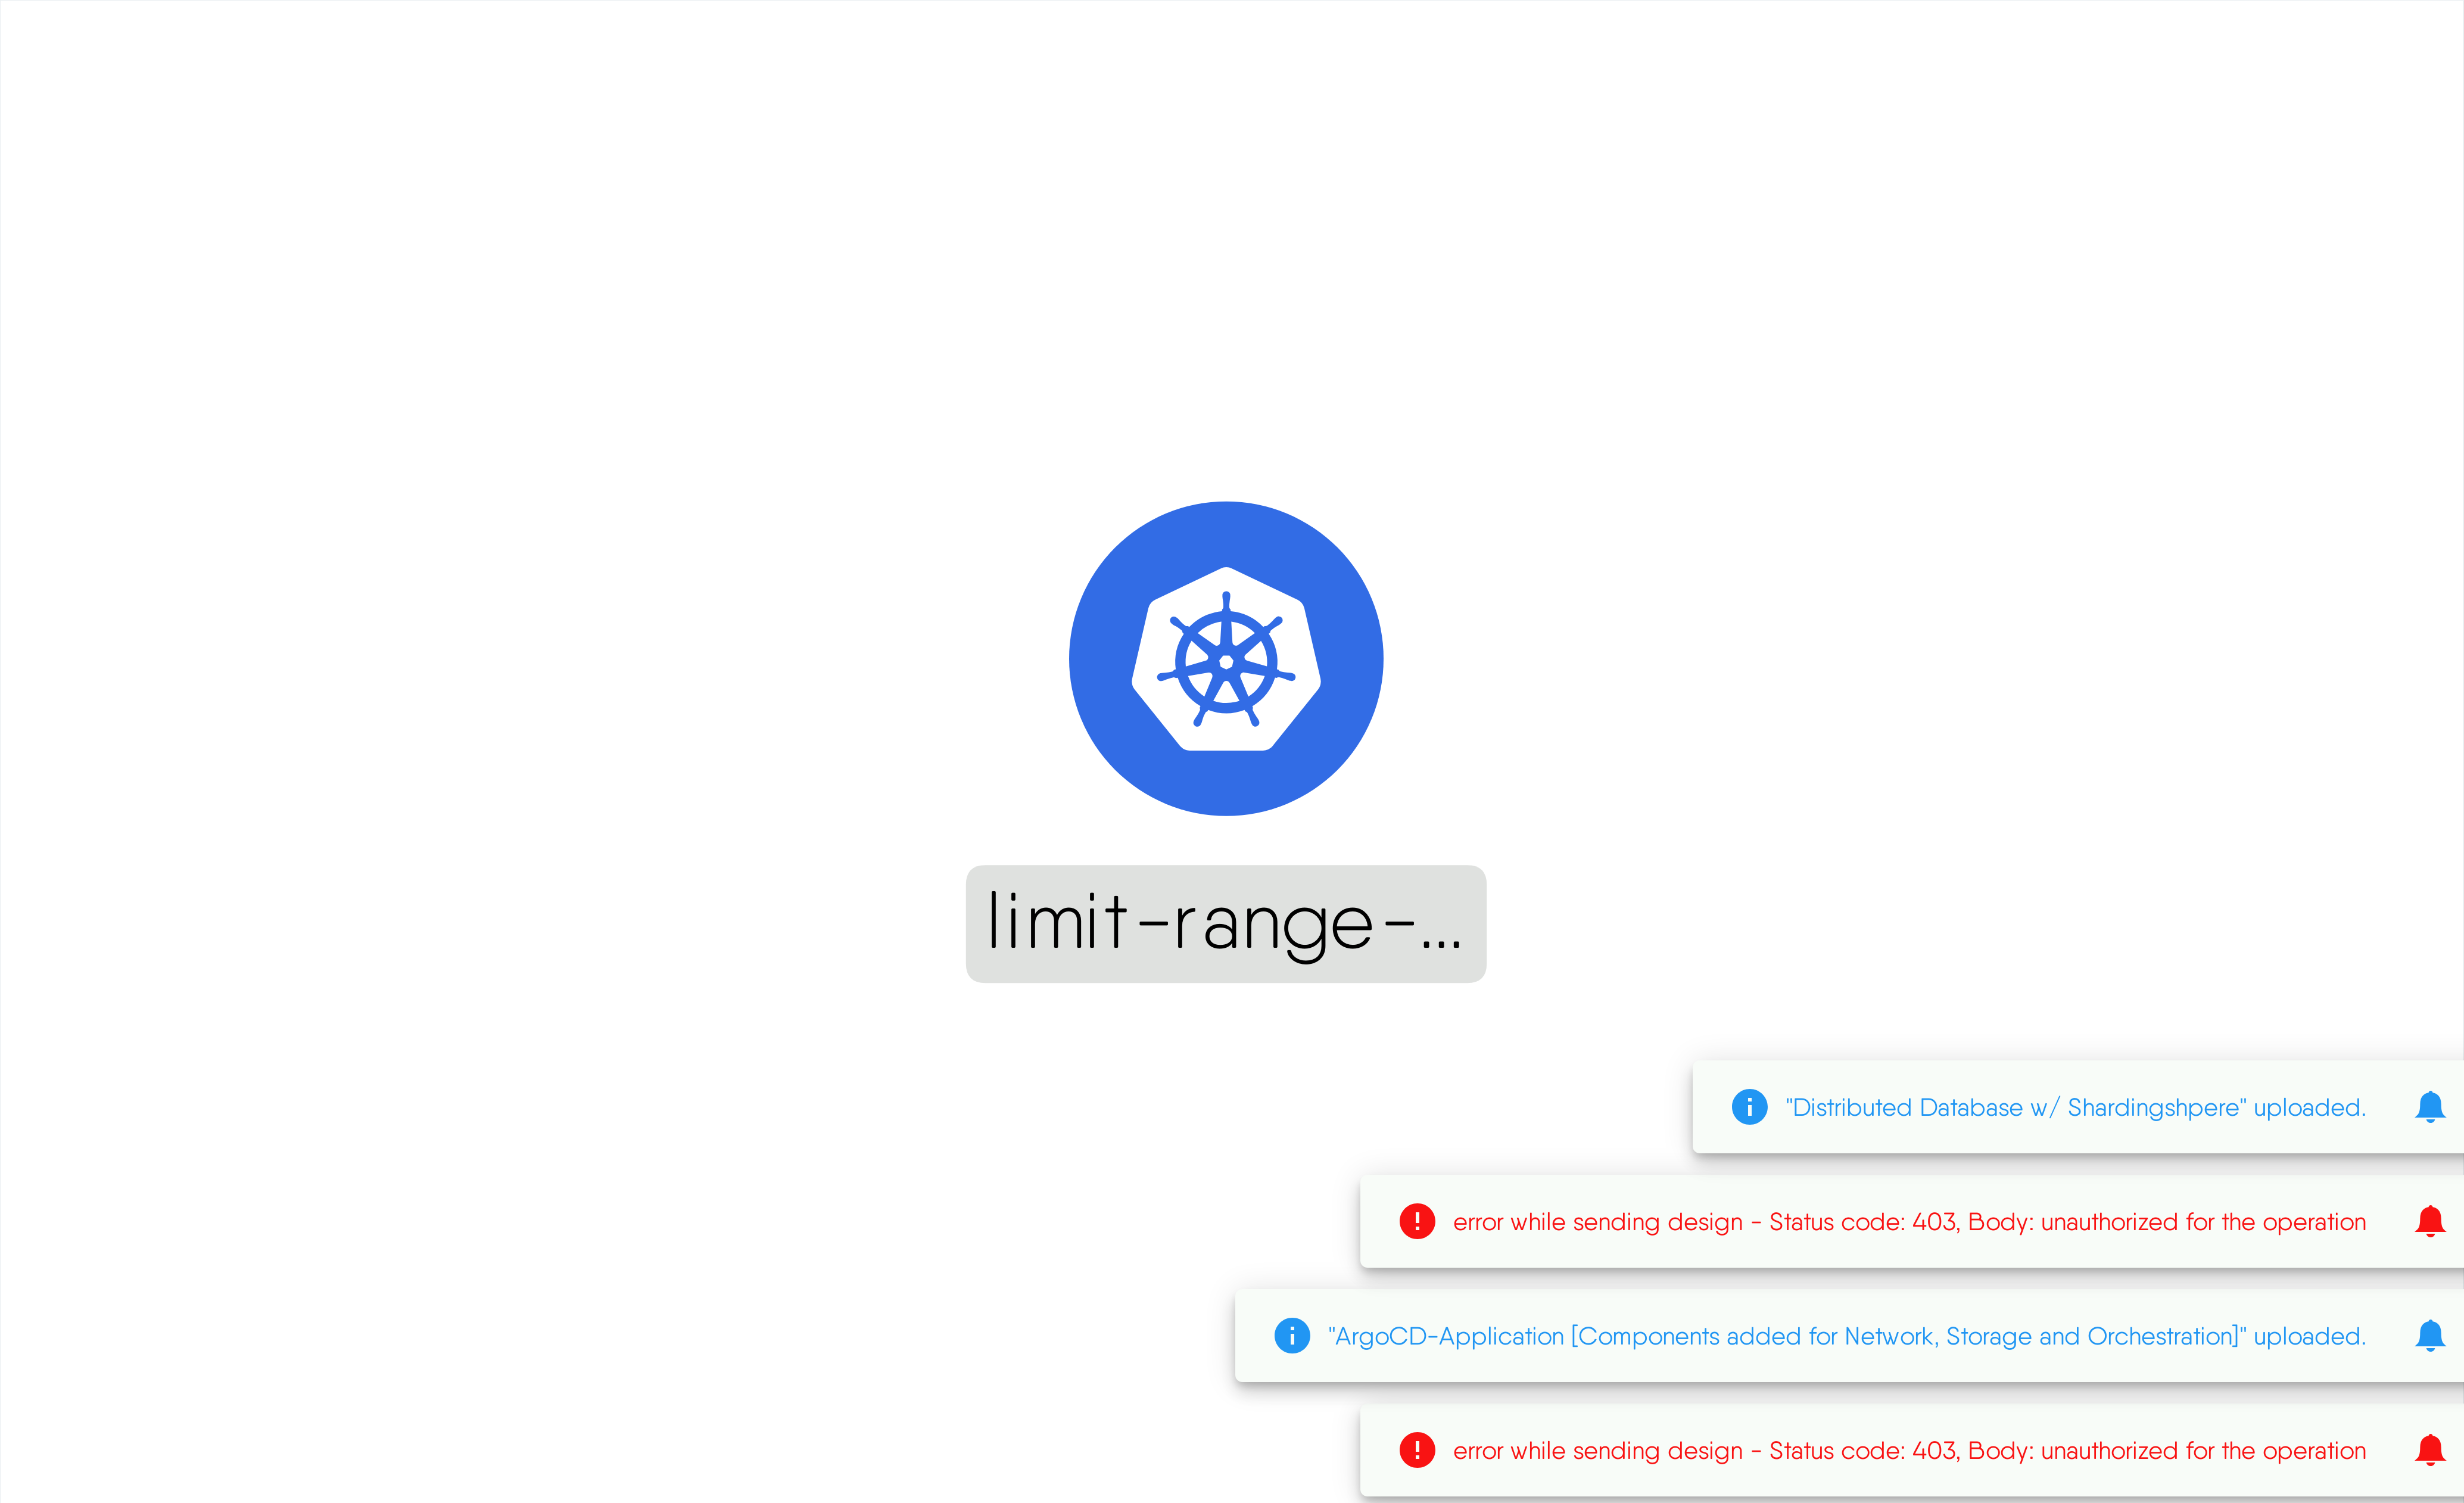 limit-range-...
"Distributed Database w/ Shardingshpere" uploaded.
error while sending design - Status code: 403, Body: unauthorized for the operation
"ArgoCD-Application [Components added for Network, Storage and Orchestration]" uploaded.
error while sending design - Status code: 403, Body: unauthorized for the operation